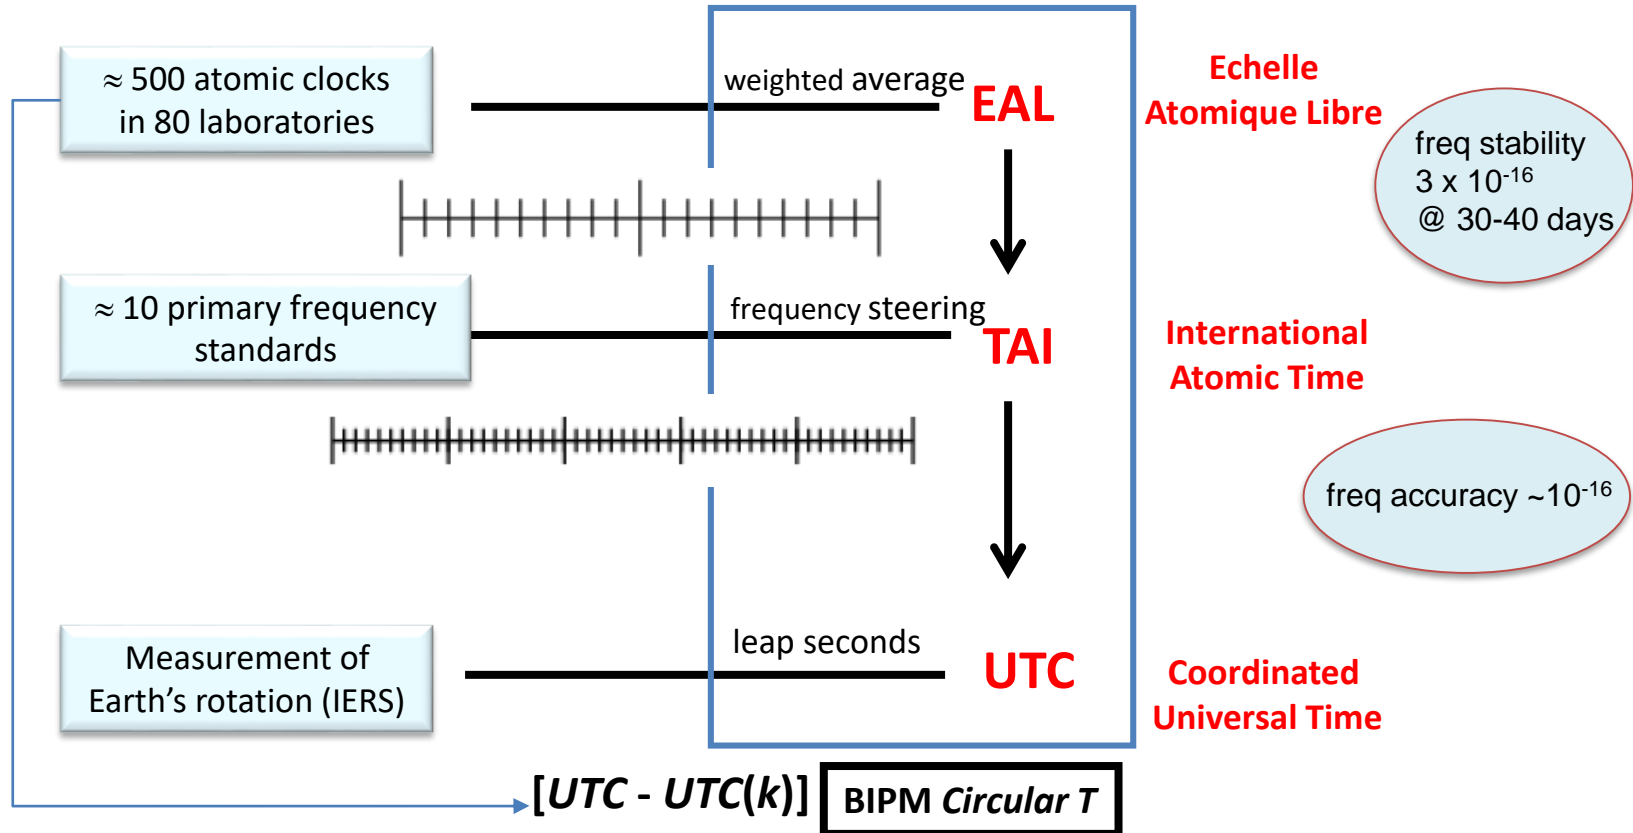 ≈ 500 atomic clocks
in 80 laboratories
weighted average
EAL
Echelle
Atomique Libre
freq stability
3 x 10⁻¹⁶
@ 30-40 days
≈ 10 primary frequency
standards
frequency steering
TAI
International
Atomic Time
freq accuracy ~10⁻¹⁶
Measurement of
Earth’s rotation (IERS)
leap seconds
UTC
Coordinated
Universal Time
[UTC - UTC(k)]
BIPM Circular T